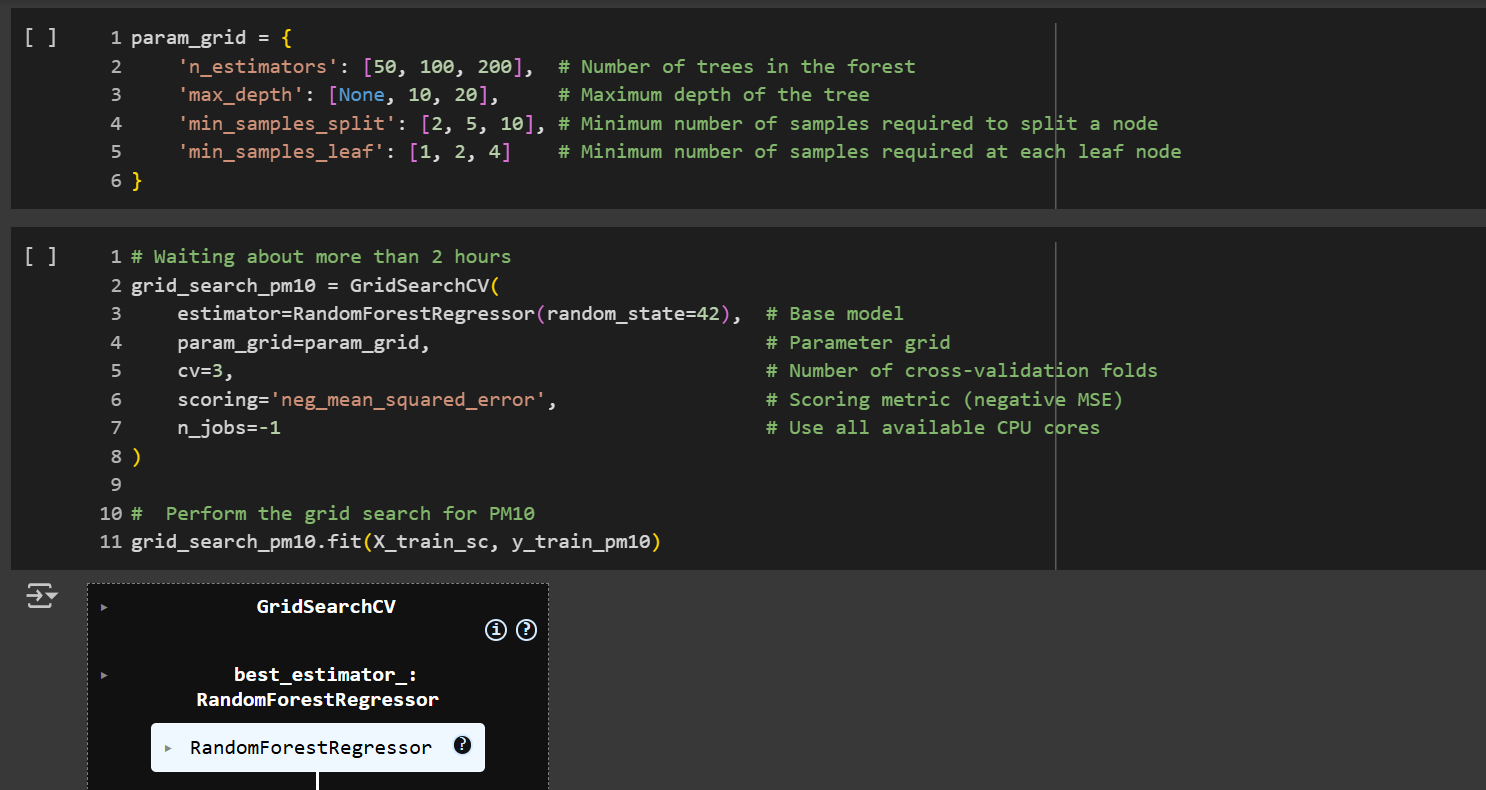 [ ] 1 param_grid = {
2 'n_estimators': [50, 100, 200], # Number of trees in the forest
3 'max_depth': [None, 10, 20], # Maximum depth of the tree
4 'min_samples_split': [2, 5, 10], # Minimum number of samples required to split a node
5 'min_samples_leaf': [1, 2, 4] # Minimum number of samples required at each leaf node
6 }
[ ] 1 # Waiting about more than 2 hours
2 grid_search_pm10 = GridSearchCV(
3 estimator=RandomForestRegressor(random_state=42), # Base model
4 param_grid=param_grid, # Parameter grid
5 cv=3, # Number of cross-validation folds
6 scoring='neg_mean_squared_error', # Scoring metric (negative MSE)
7 n_jobs=-1 # Use all available CPU cores
8 )
9
10 # Perform the grid search for PM10
11 grid_search_pm10.fit(X_train_sc, y_train_pm10)
GridSearchCV
i ?
best_estimator_:
RandomForestRegressor
RandomForestRegressor ?